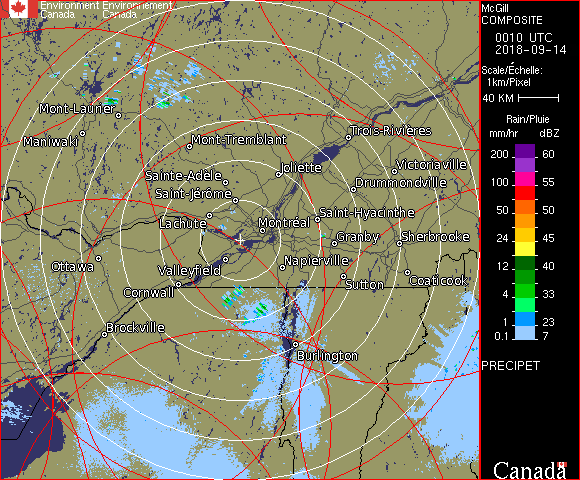 Environment Environnement
Canada Canada
McGill
COMPOSITE
0010 UTC
2018-09-14
Scale/Échelle:
1km/Pixel
40 KM
Rain/Pluie
mm/hr dBZ
200 60
150 55
100 55
50 50
24 45
12 40
4 33
1 23
0.1 7
PRECIPET
Canada
Mont-Laurier
Maniwaki
Mont-Tremblant
Trois-Rivières
Sainte-Adèle
Joliette
Victoriaville
Saint-Jérôme
Drummondville
Lachute
Montréal
Saint-Hyacinthe
Granby
Sherbrooke
Ottawa
Valleyfield
Napierville
Cornwall
Sutton
Coaticook
Brockville
Burlington